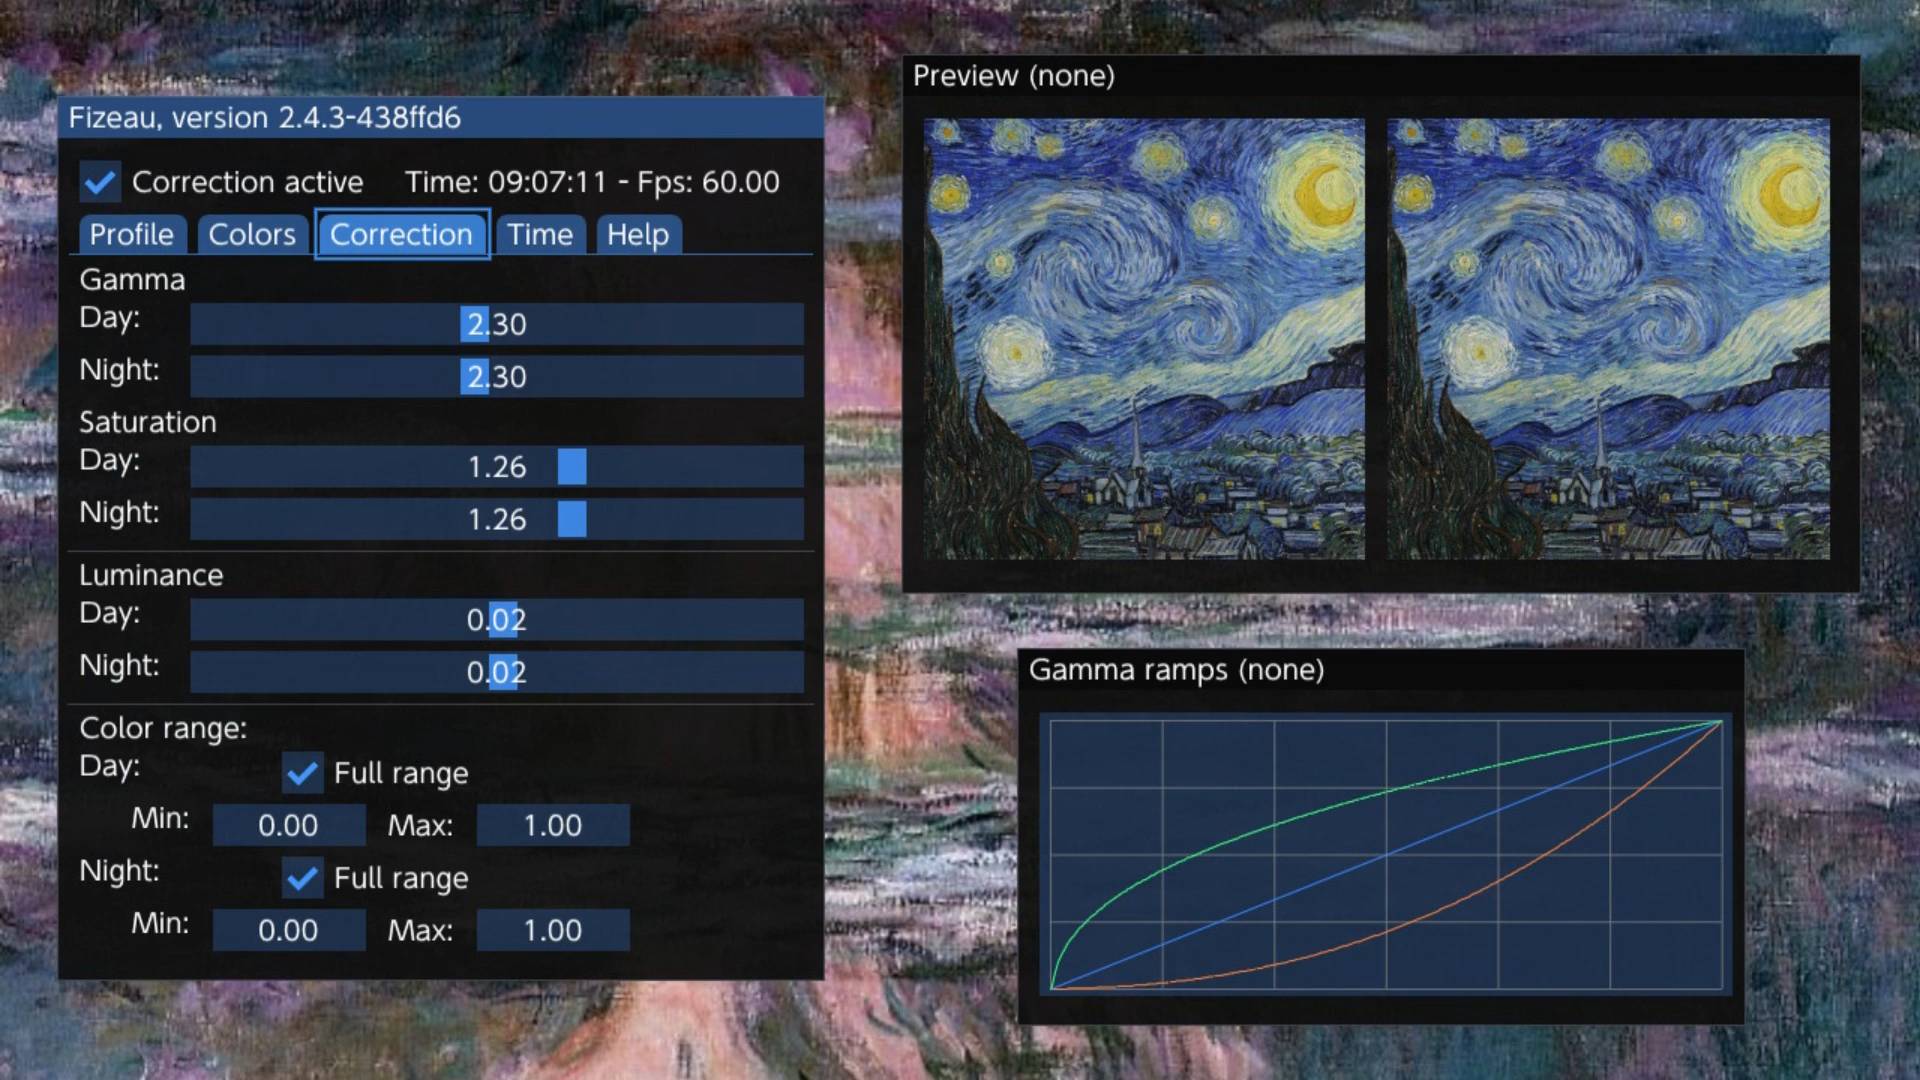 Fizeau, version 2.4.3-438ffd6
Correction active Time: 09:07:11 - Fps: 60.00
Profile Colors Correction Time Help
Gamma
Day: 2.30
Night: 2.30
Saturation
Day: 1.26
Night: 1.26
Luminance
Day: 0.02
Night: 0.02
Color range:
Day: Full range
Min: 0.00 Max: 1.00
Night: Full range
Min: 0.00 Max: 1.00
Preview (none)
Gamma ramps (none)